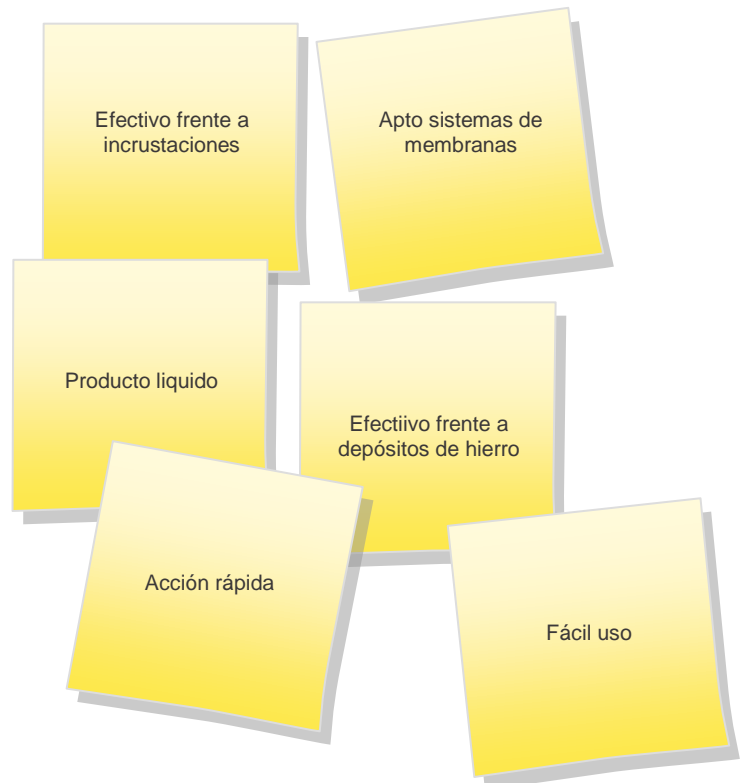 Efectivo frente a
incrustaciones
Apto sistemas de
membranas
Producto liquido
Efectiivo frente a
depósitos de hierro
Acción rápida
Fácil uso